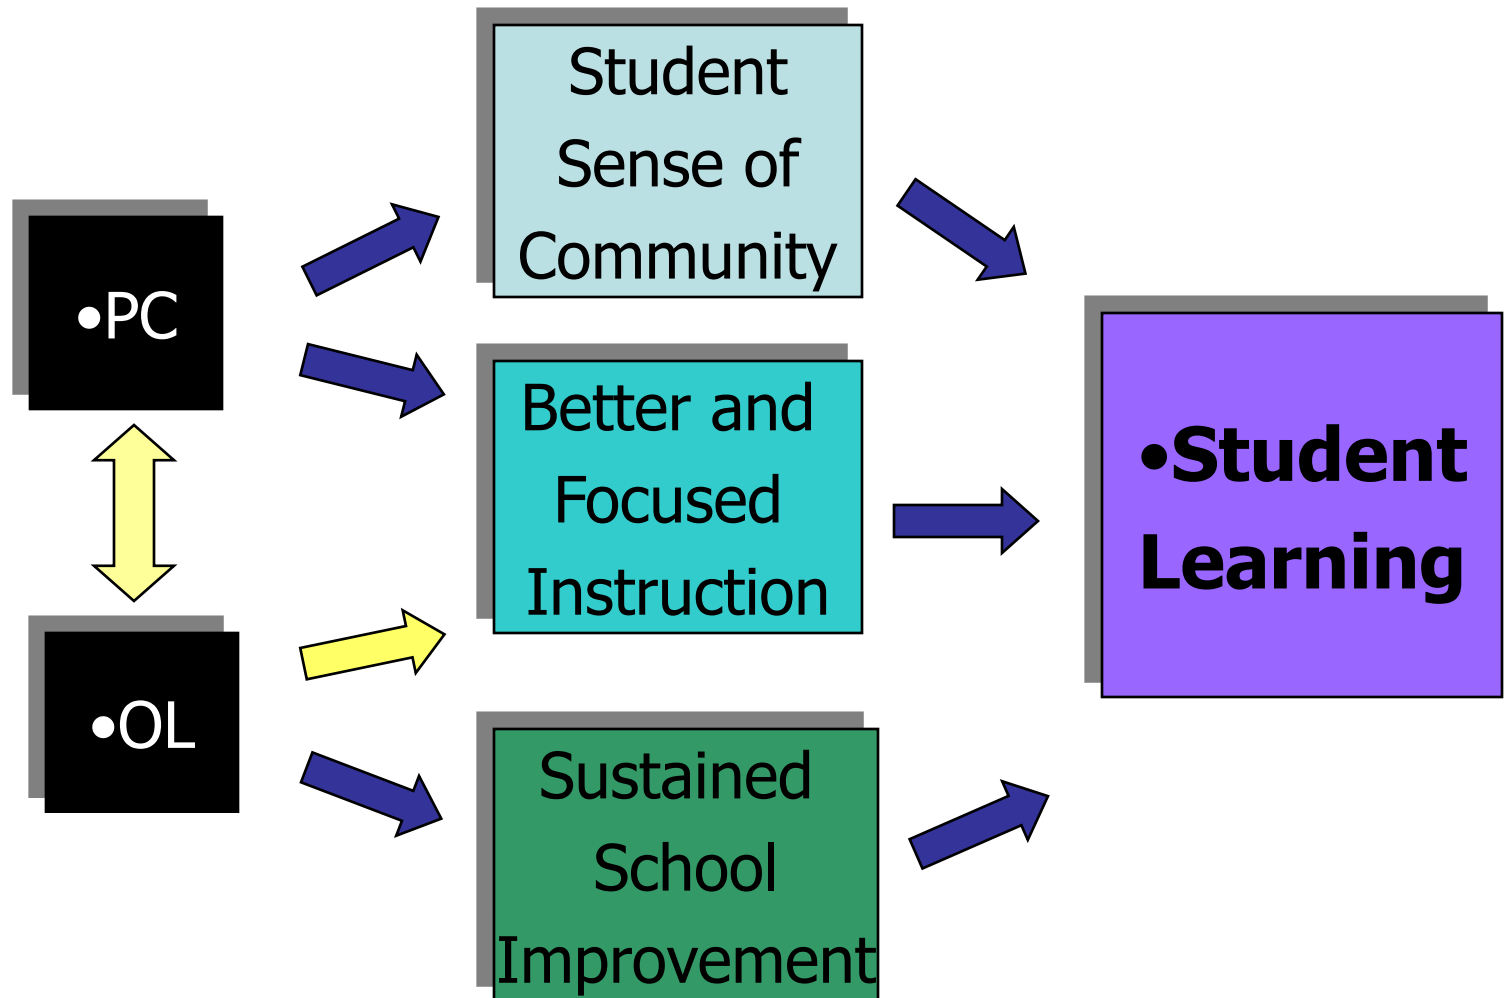 Student
Sense of
Community
•PC
Better and
Focused
Instruction
•Student
Learning
•OL
Sustained
School
Improvement